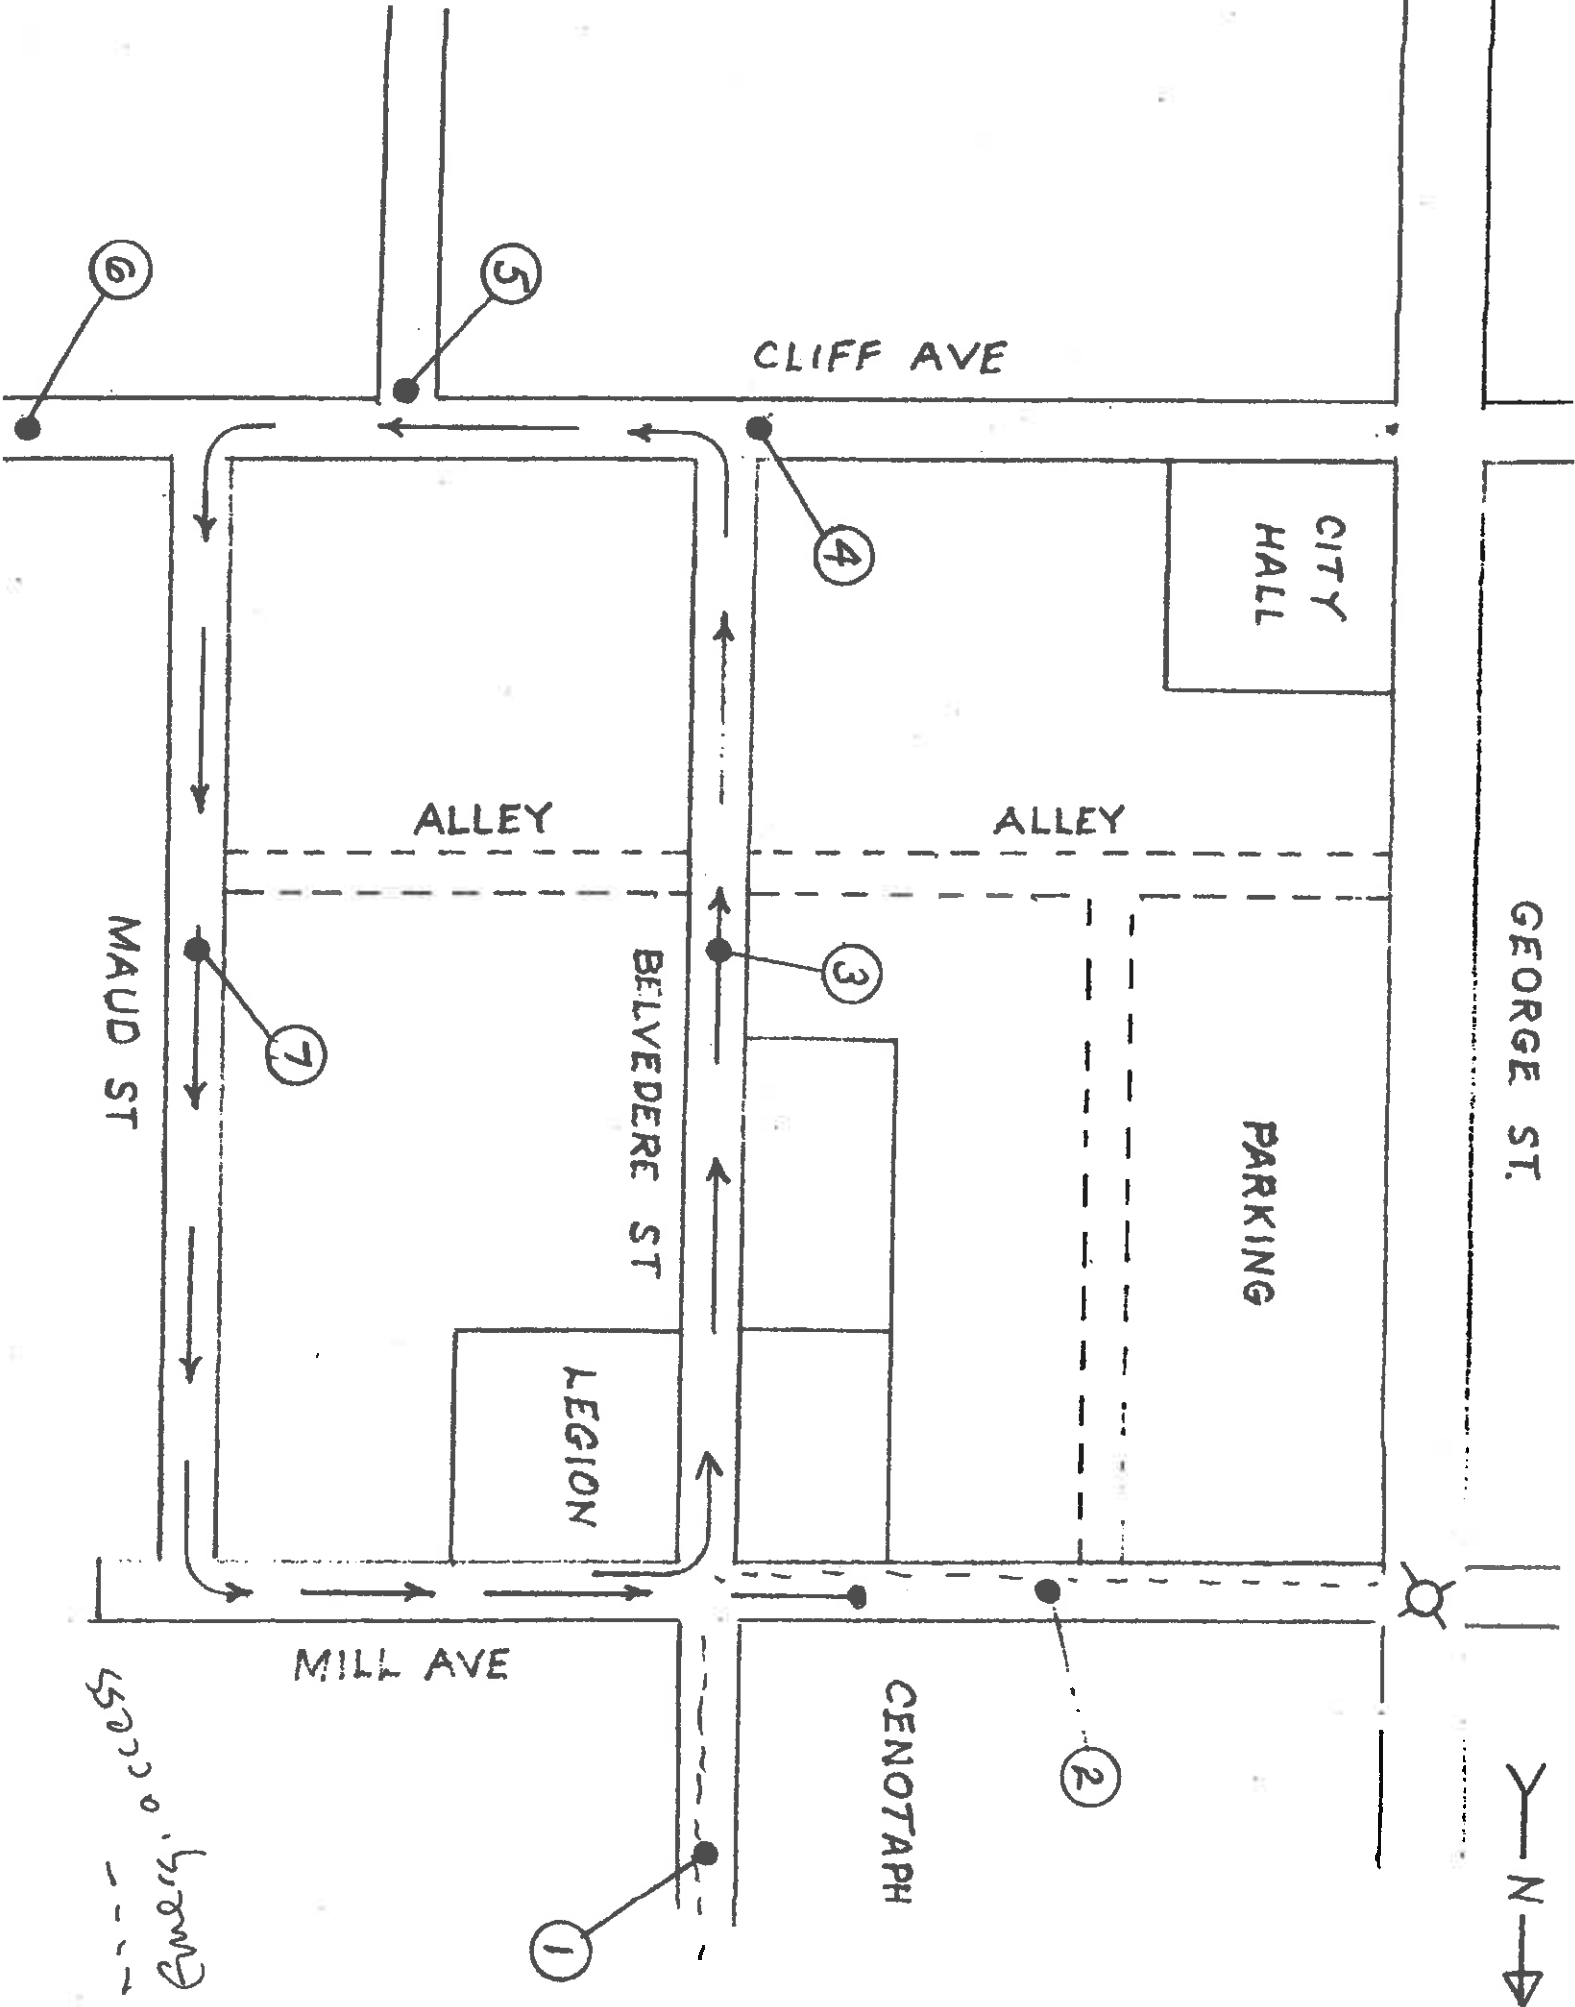 GEORGE ST.
N
CITY
HALL
PARKING
CLIFF AVE
ALLEY
ALLEY
BELVEDERE ST
LEGION
CENOTAPH
MILL AVE
MAUD ST
1
2
3
4
5
6
7
Emerg.
access